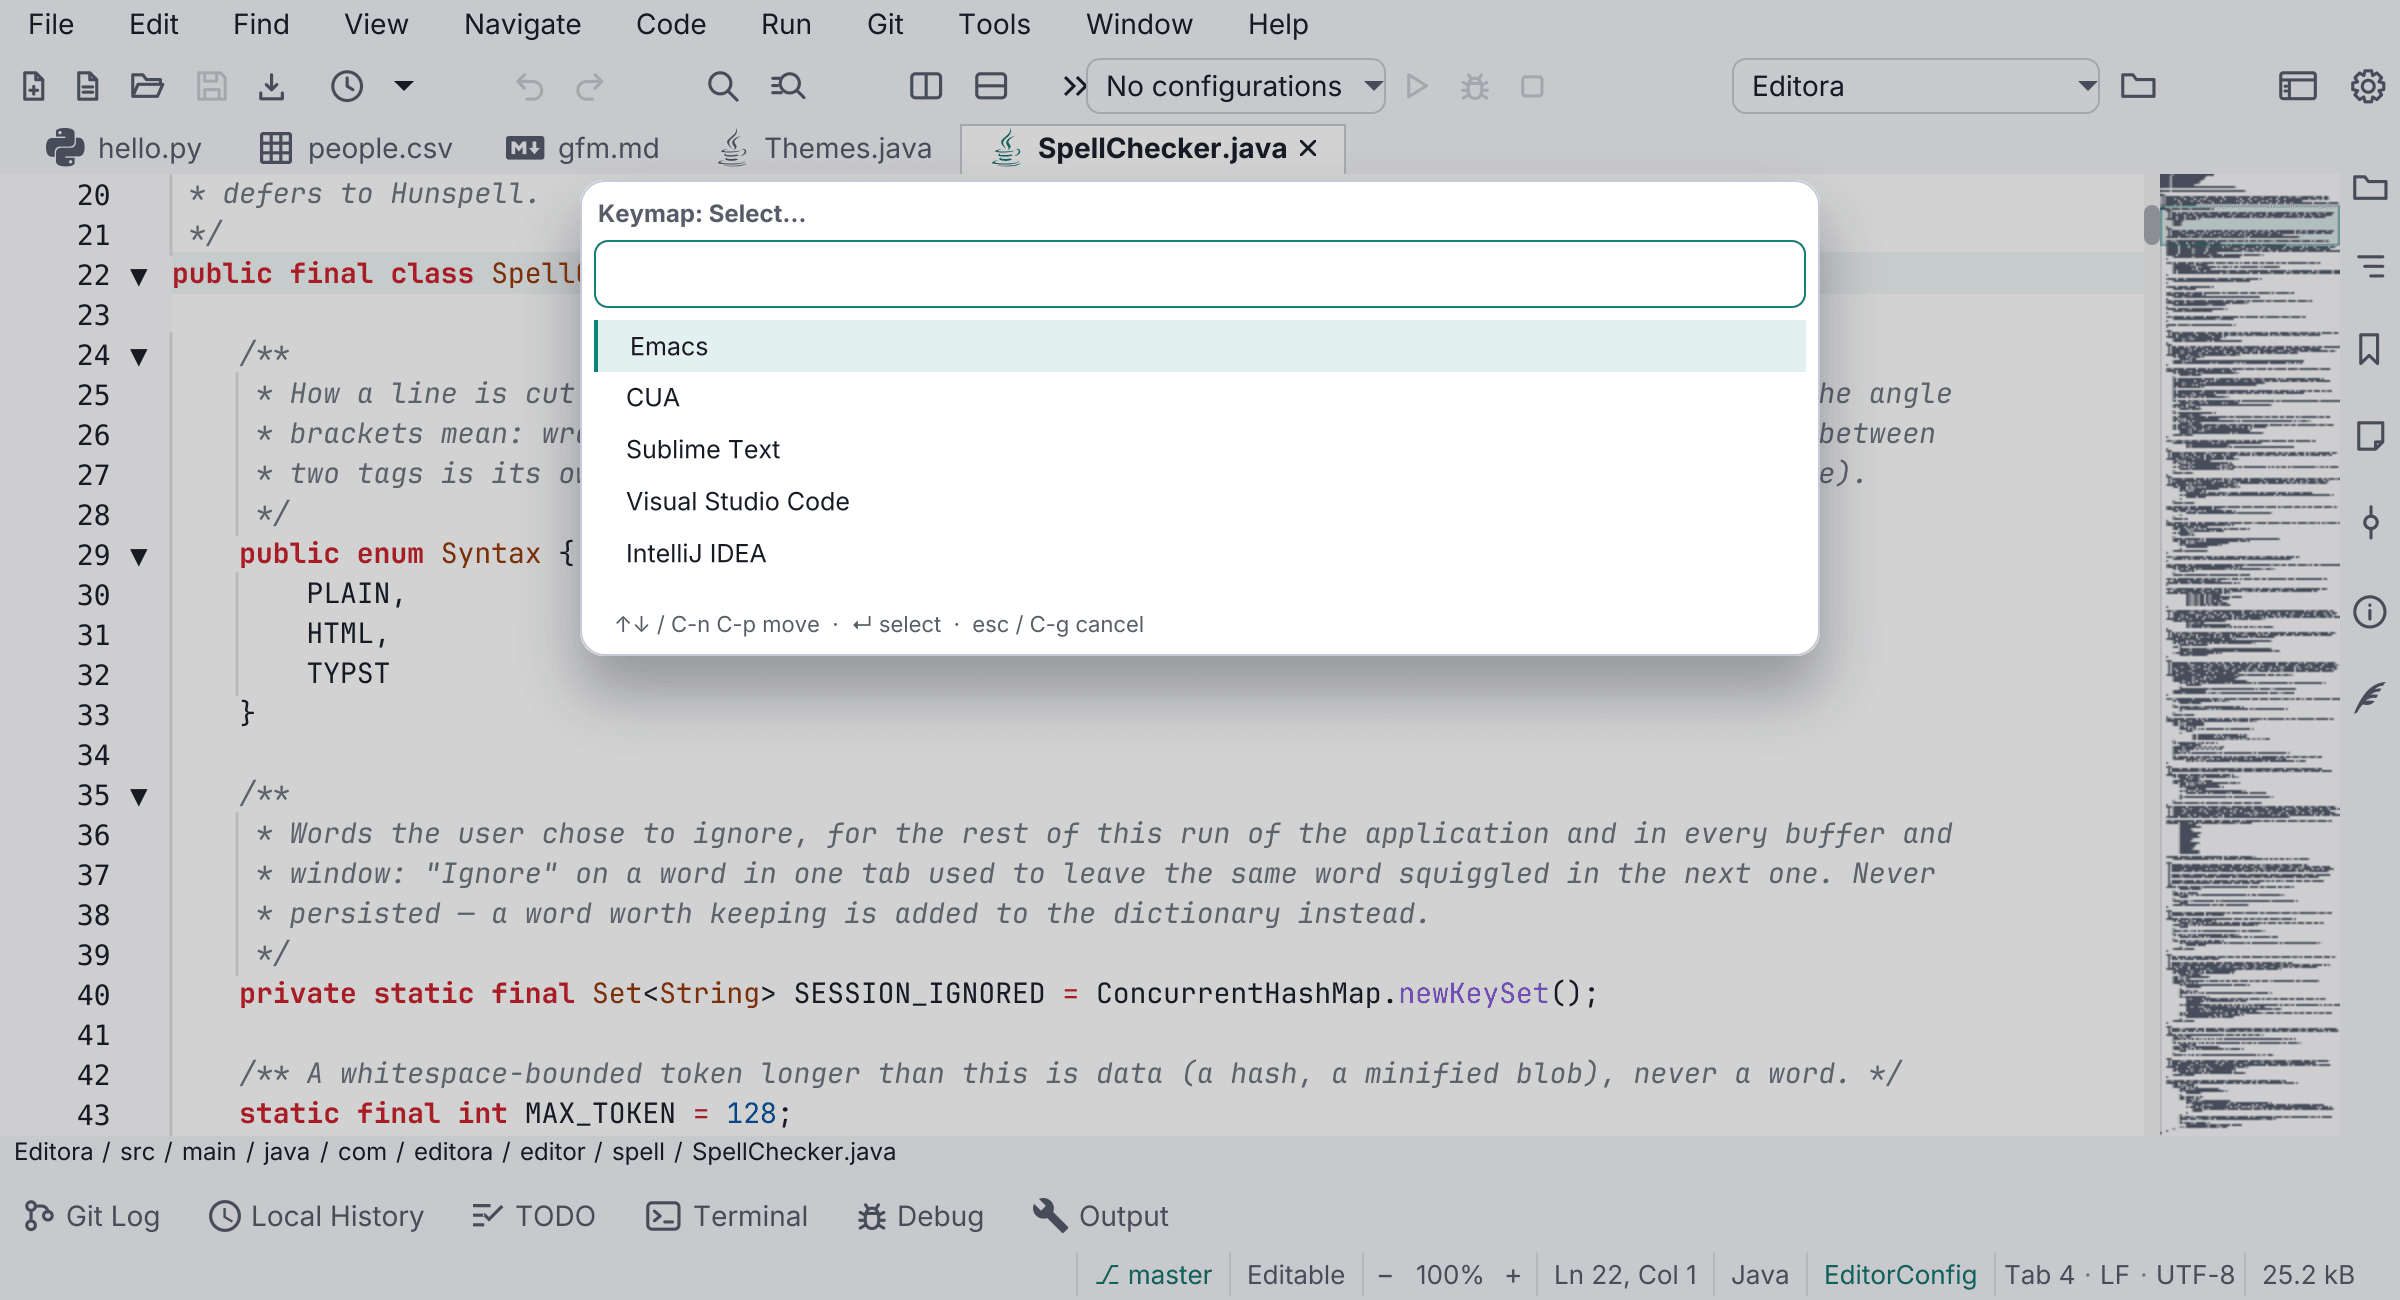 File Edit Find View Navigate Code Run Git Tools Window Help
No configurations Editora
hello.py people.csv gfm.md Themes.java SpellChecker.java
20 * defers to Hunspell.
21 */
22 public final class Spell
23
24 /**
25 * How a line is cut he angle
26 * brackets mean: between
27 * two tags is its e).
28 */
29 public enum Syntax {
30 PLAIN,
31 HTML,
32 TYPST
33 }
34
35 /**
36 * Words the user chose to ignore, for the rest of this run of the application and in every buffer and
37 * window: "Ignore" on a word in one tab used to leave the same word squiggled in the next one. Never
38 * persisted — a word worth keeping is added to the dictionary instead.
39 */
40 private static final Set<String> SESSION_IGNORED = ConcurrentHashMap.newKeySet();
41
42 /** A whitespace-bounded token longer than this is data (a hash, a minified blob), never a word. */
43 static final int MAX_TOKEN = 128;
Keymap: Select...
Emacs
CUA
Sublime Text
Visual Studio Code
IntelliJ IDEA
↑↓ / C-n C-p move · ↵ select · esc / C-g cancel
Editora / src / main / java / com / editora / editor / spell / SpellChecker.java
Git Log Local History TODO Terminal Debug Output
master Editable − 100% + Ln 22, Col 1 Java EditorConfig Tab 4 · LF · UTF-8 25.2 kB